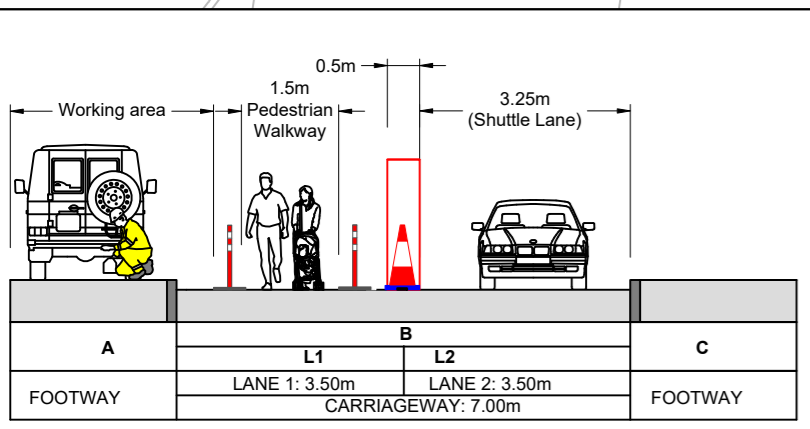 0.5m
1.5m
Pedestrian
Walkway
Working area
3.25m
(Shuttle Lane)
A
B
C
L1
L2
FOOTWAY
LANE 1: 3.50m
LANE 2: 3.50m
FOOTWAY
CARRIAGEWAY: 7.00m